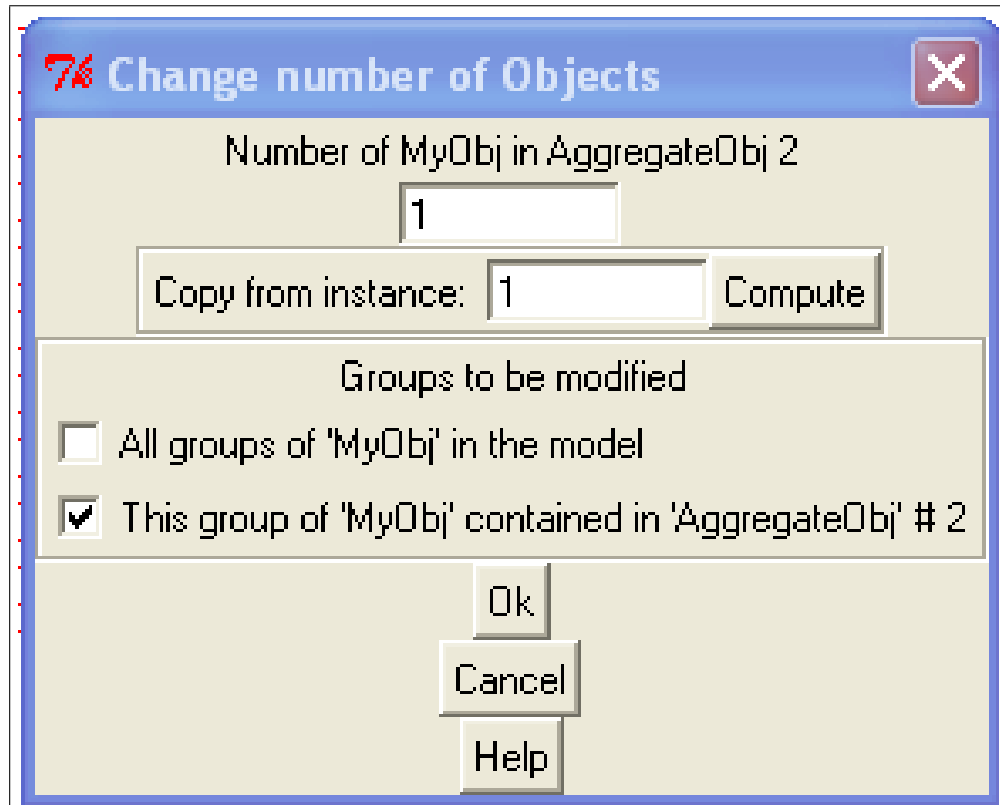 Change number of Objects
Number of MyObj in AggregateObj 2
1
Copy from instance: 1 Compute
Groups to be modified
All groups of 'MyObj' in the model
This group of 'MyObj' contained in 'AggregateObj' # 2
Ok
Cancel
Help